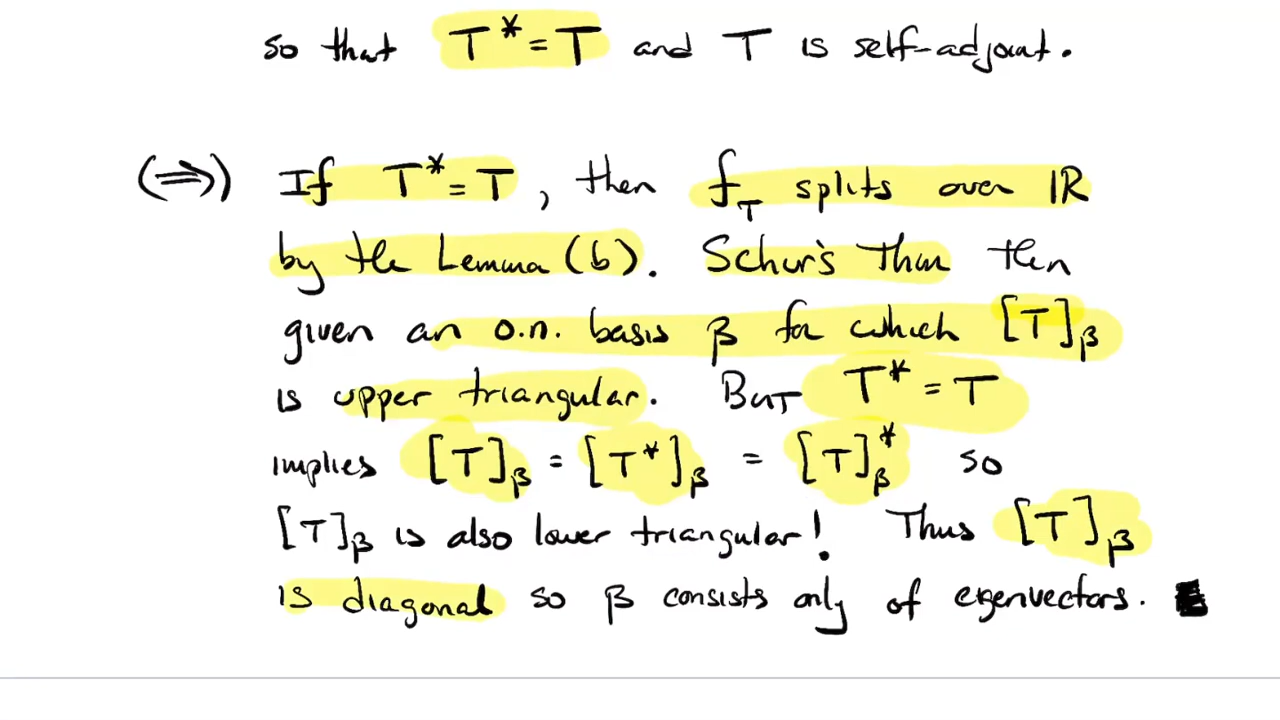 so that T* = T and T is self-adjoint.
(⇒) If T* = T, then f_T splits over IR
by the Lemma (b). Schur's Thm then
given an o.n. basis β for which [T]_β
is upper triangular. But T* = T
implies [T]_β = [T*]_β = [T]_β* so
[T]_β is also lower triangular! Thus [T]_β
is diagonal so β consists only of eigenvectors.